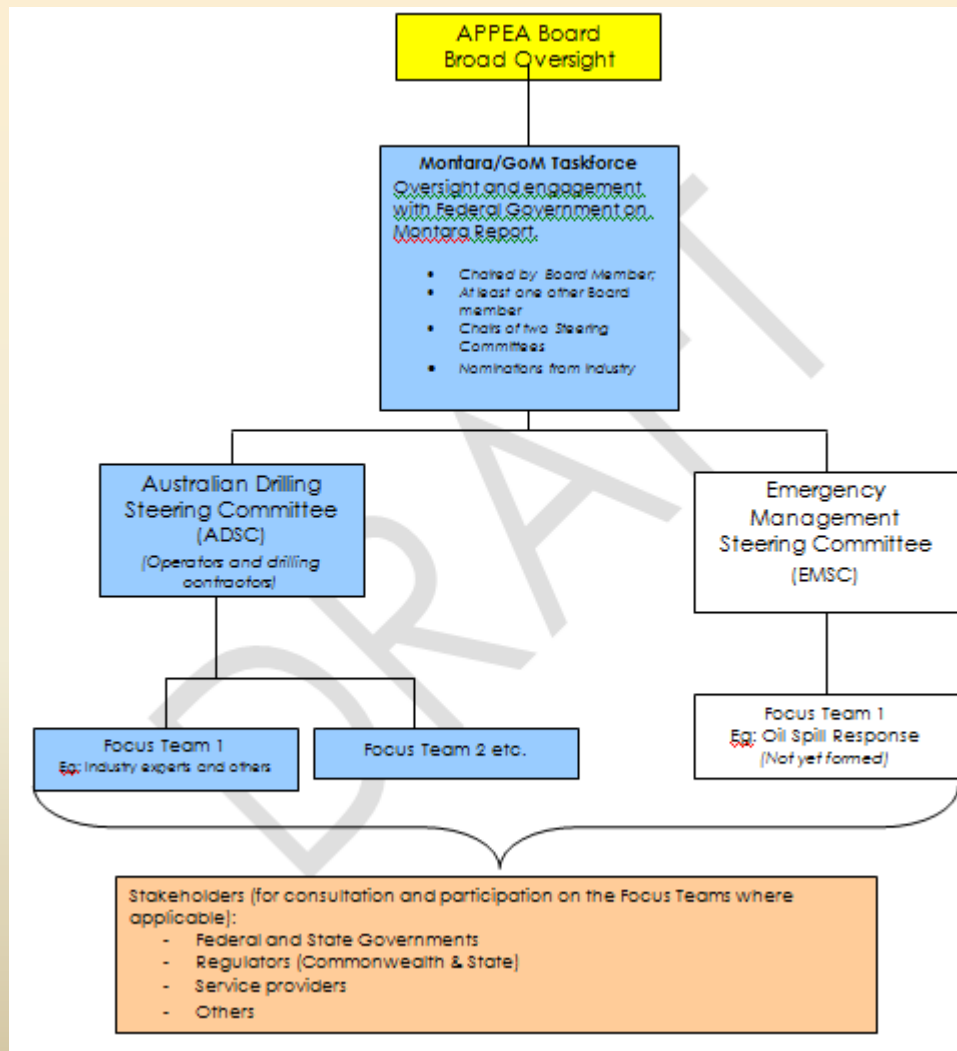 APPEA Board
Broad Oversight
Montara/GoM Taskforce
Oversight and engagement
with Federal Government on
Montara Report.
• Chaired by Board Member;
• At least one other Board
member
• Chairs of two Steering
Committees
• Nominations from Industry
Australian Drilling
Steering Committee
(ADSC)
(Operators and drilling
contractors)
Emergency
Management
Steering Committee
(EMSC)
Focus Team 1
Eg: Industry experts and others
Focus Team 2 etc.
Focus Team 1
Eg: Oil Spill Response
(Not yet formed)
Stakeholders (for consultation and participation on the Focus Teams where
applicable):
- Federal and State Governments
- Regulators (Commonwealth & State)
- Service providers
- Others
DRAFT